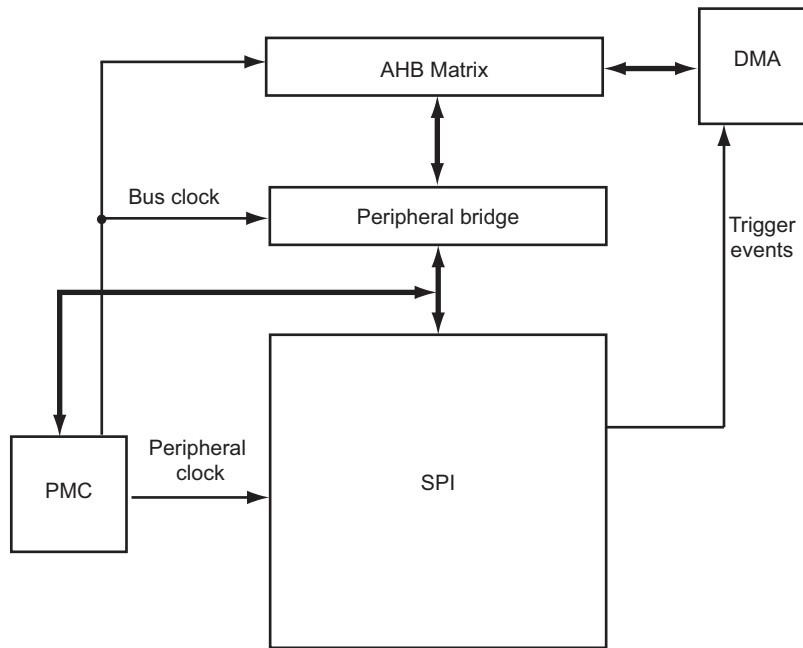 AHB Matrix
DMA
Bus clock
Peripheral bridge
Trigger
events
Peripheral
clock
PMC
SPI